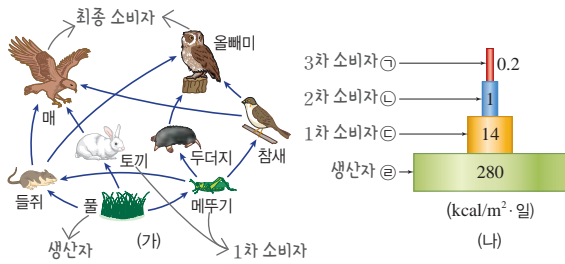 최종 소비자
올빼미
매
토끼
두더지
참새
들쥐
풀
메뚜기
생산자
(가)
1차 소비자
3차 소비자 ㉠ 0.2
2차 소비자 ㉡ 1
1차 소비자 ㉢ 14
생산자 ㉣ 280
(kcal/m²·일)
(나)